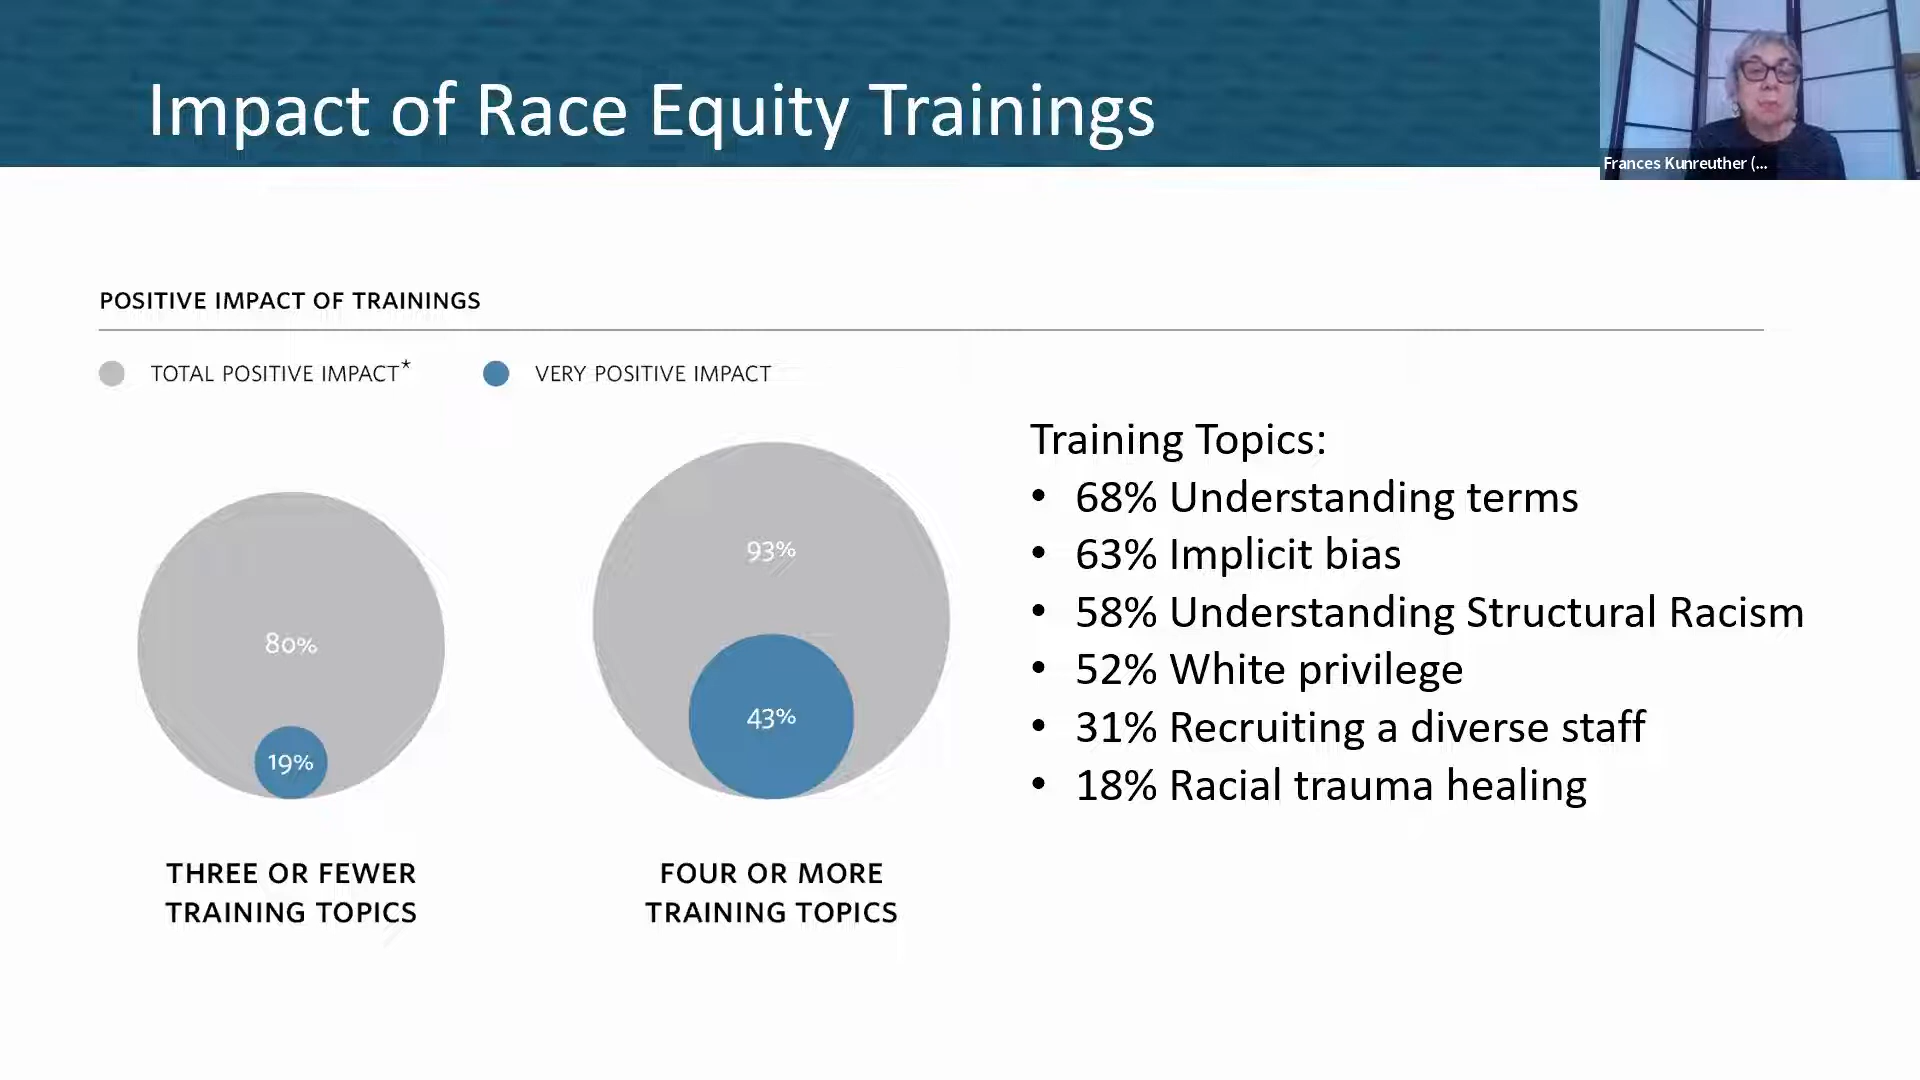 Impact of Race Equity Trainings
Frances Kunreuther (...
POSITIVE IMPACT OF TRAININGS
TOTAL POSITIVE IMPACT*
VERY POSITIVE IMPACT
80%
19%
THREE OR FEWER
TRAINING TOPICS
93%
43%
FOUR OR MORE
TRAINING TOPICS
Training Topics:
• 68% Understanding terms
• 63% Implicit bias
• 58% Understanding Structural Racism
• 52% White privilege
• 31% Recruiting a diverse staff
• 18% Racial trauma healing